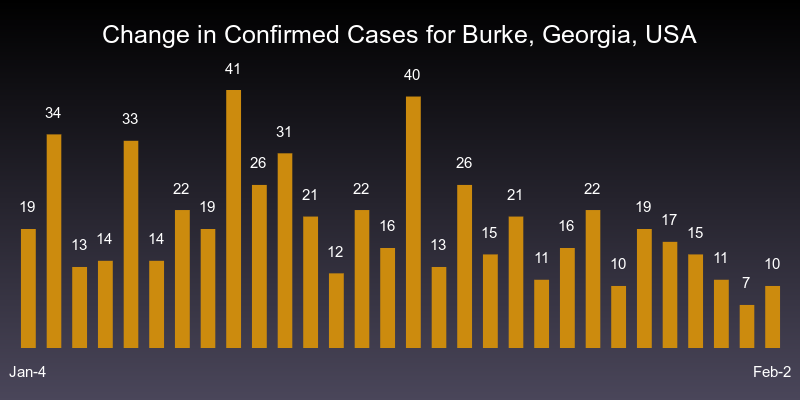 Change in Confirmed Cases for Burke, Georgia, USA
19 34 13 14 33 14 22 19 41 26 31 21 12 22 16 40 13 26 15 21 11 16 22 10 19 17 15 11 7 10
Jan-4 Feb-2